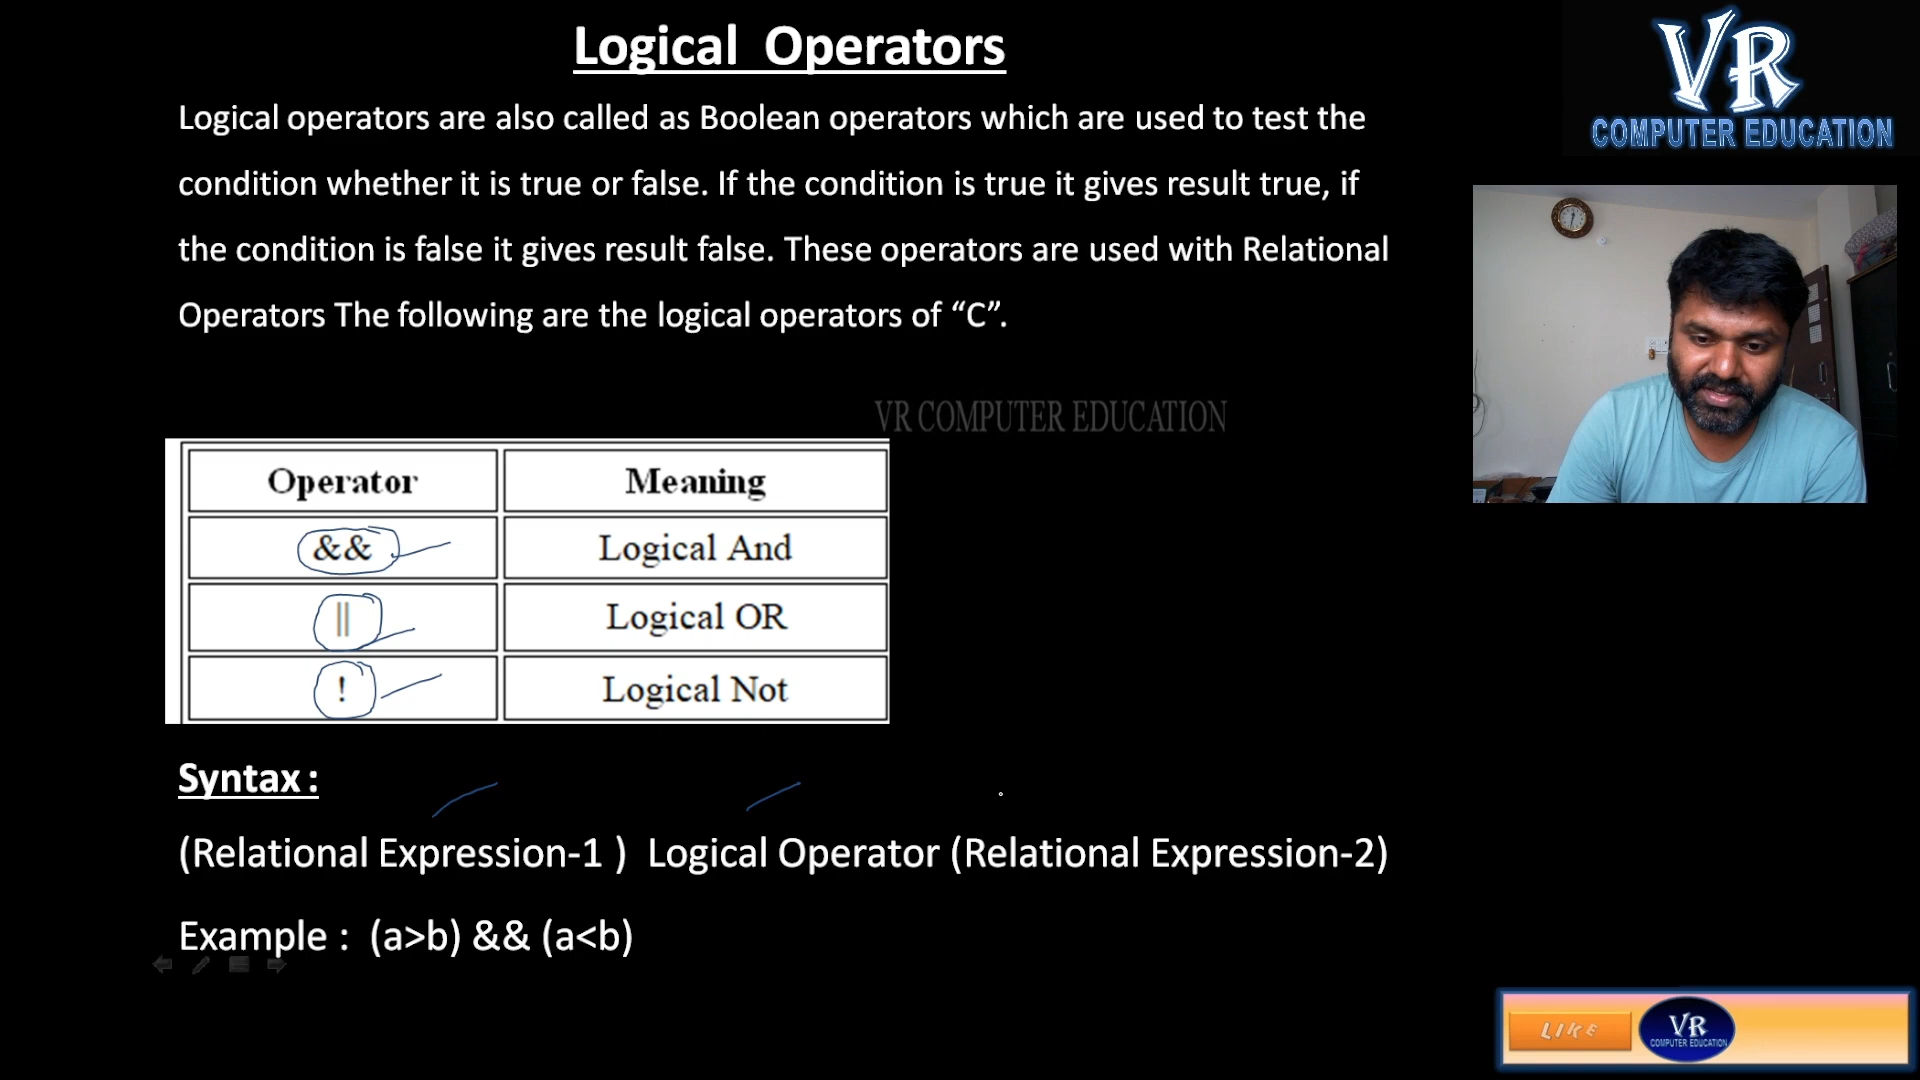 Logical Operators
VR
COMPUTER EDUCATION
Logical operators are also called as Boolean operators which are used to test the
condition whether it is true or false. If the condition is true it gives result true, if
the condition is false it gives result false. These operators are used with Relational
Operators The following are the logical operators of “C”.
VR COMPUTER EDUCATION
Operator Meaning
&& Logical And
|| Logical OR
! Logical Not
Syntax :
(Relational Expression-1 ) Logical Operator (Relational Expression-2)
Example : (a>b) && (a<b)
LIKE
VR
COMPUTER EDUCATION